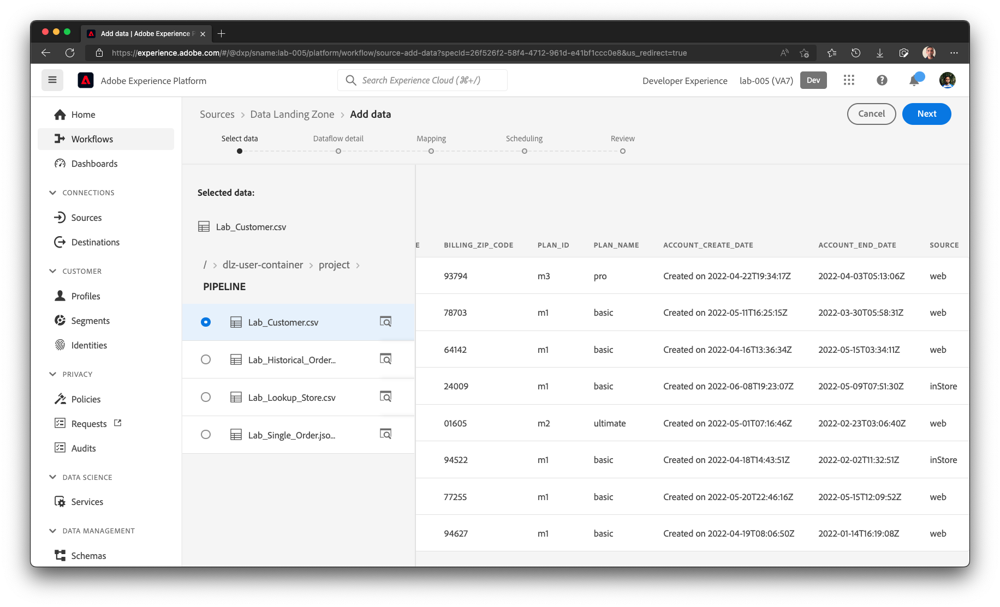 Add data | Adobe Experience P
https://experience.adobe.com/#/@dxp/sname:lab-005/platform/workflow/source-add-data?specId=26f526f2-58f4-4712-961d-e41bf1ccc0e8&us_redirect=true
Adobe Experience Platform
Search Experience Cloud (⌘+/)
Developer Experience
lab-005 (VA7)
Dev
Home
Workflows
Dashboards
CONNECTIONS
Sources
Destinations
CUSTOMER
Profiles
Segments
Identities
PRIVACY
Policies
Requests
Audits
DATA SCIENCE
Services
DATA MANAGEMENT
Schemas
Sources > Data Landing Zone > Add data
Cancel
Next
Select data
Dataflow detail
Mapping
Scheduling
Review
Selected data:
Lab_Customer.csv
/ > dlz-user-container > project >
PIPELINE
Lab_Customer.csv
Lab_Historical_Order...
Lab_Lookup_Store.csv
Lab_Single_Order.jso...
E BILLING_ZIP_CODE PLAN_ID PLAN_NAME ACCOUNT_CREATE_DATE ACCOUNT_END_DATE SOURCE
93794 m3 pro Created on 2022-04-22T19:34:17Z 2022-04-03T05:13:06Z web
78703 m1 basic Created on 2022-05-11T16:25:15Z 2022-03-30T05:58:31Z web
64142 m1 basic Created on 2022-04-16T13:36:34Z 2022-05-15T03:34:11Z web
24009 m1 basic Created on 2022-06-08T19:23:07Z 2022-05-09T07:51:30Z inStore
01605 m2 ultimate Created on 2022-05-01T07:16:46Z 2022-02-23T03:06:40Z web
94522 m1 basic Created on 2022-04-18T14:43:51Z 2022-02-02T11:32:51Z inStore
77255 m1 basic Created on 2022-05-20T22:46:16Z 2022-05-15T12:09:52Z web
94627 m1 basic Created on 2022-04-19T08:06:50Z 2022-01-14T16:19:08Z web